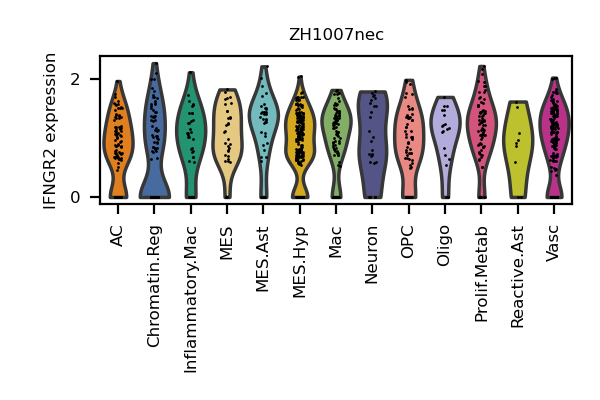 ZH1007nec
IFNGR2 expression
2
0
AC
Chromatin.Reg
Inflammatory.Mac
MES
MES.Ast
MES.Hyp
Mac
Neuron
OPC
Oligo
Prolif.Metab
Reactive.Ast
Vasc